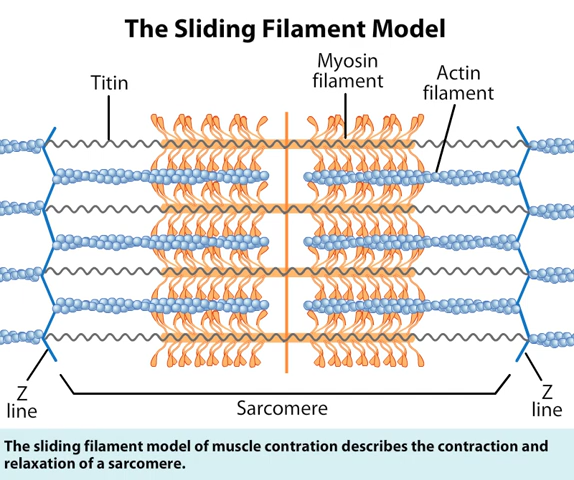 The Sliding Filament Model
Myosin
filament
Titin
Actin
filament
Z
line
Sarcomere
Z
line
The sliding filament model of muscle contration describes the contraction and
relaxation of a sarcomere.